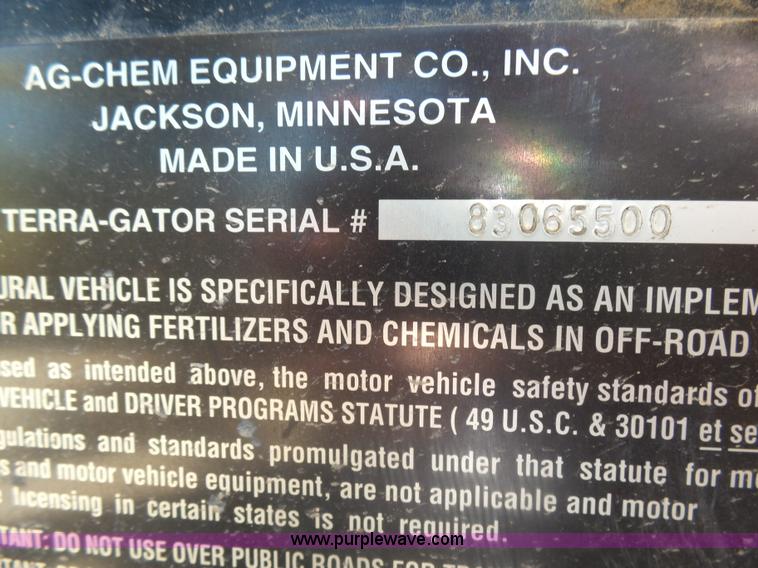 AG-CHEM EQUIPMENT CO., INC.
JACKSON, MINNESOTA
MADE IN U.S.A.
TERRA-GATOR SERIAL # 83065500
URAL VEHICLE IS SPECIFICALLY DESIGNED AS AN IMPLEM
R APPLYING FERTILIZERS AND CHEMICALS IN OFF-ROAD
sed as intended above, the motor vehicle safety standards of
VEHICLE and DRIVER PROGRAMS STATUTE ( 49 U.S.C. & 30101 et se
gulations and standards promulgated under that statute for mo
s and motor vehicle equipment, are not applicable and motor
e licensing in certain states is not required.
www.purplewave.com
TANT: DO NOT USE OVER PUBLIC ROADS FOR